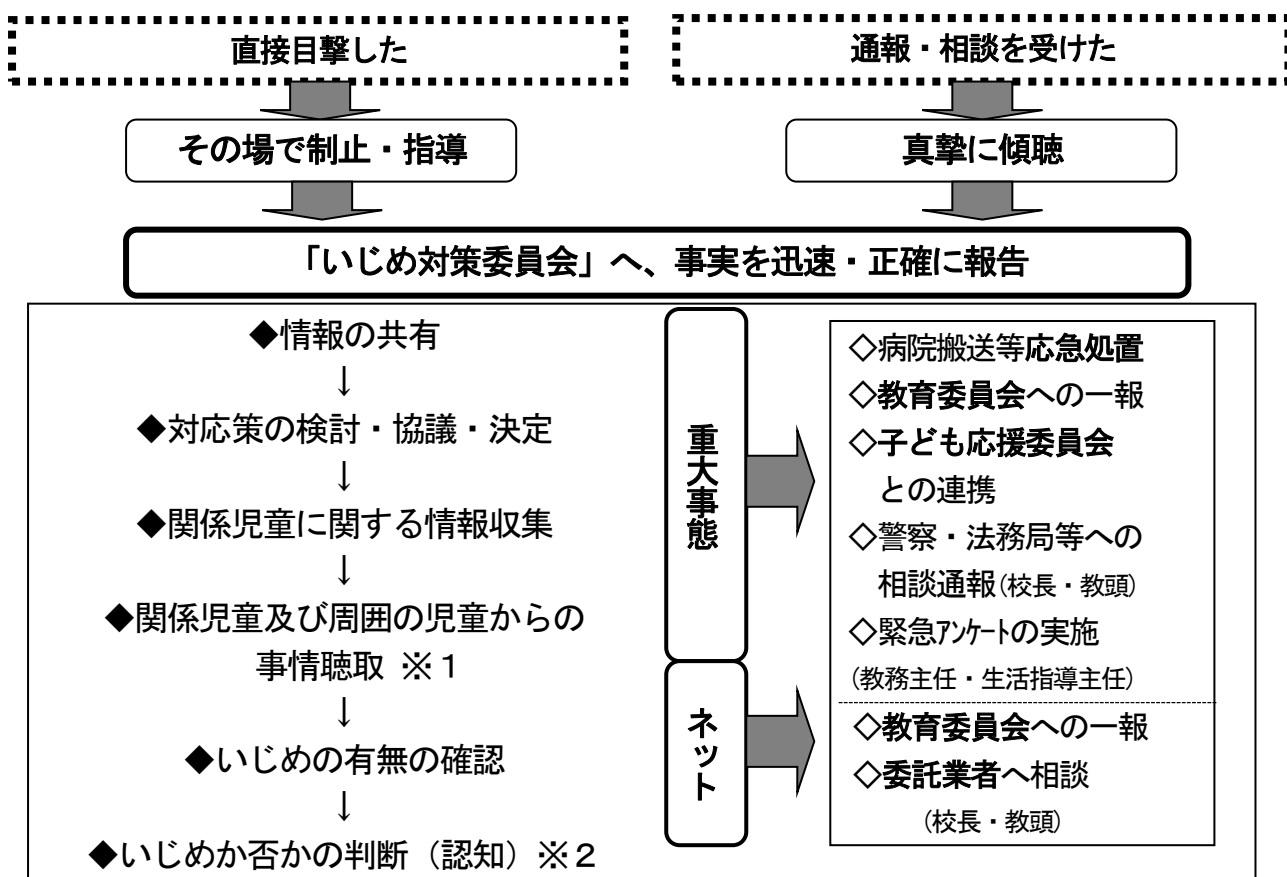 直接目撃した
通報・相談を受けた
その場で制止・指導
真摯に傾聴
「いじめ対策委員会」へ、事実を迅速・正確に報告
◆情報の共有
↓
◆対応策の検討・協議・決定
↓
◆関係児童に関する情報収集
↓
◆関係児童及び周囲の児童からの
事情聴取 ※１
↓
◆いじめの有無の確認
↓
◆いじめか否かの判断（認知）※２
重大事態
◇病院搬送等応急処置
◇教育委員会への一報
◇子ども応援委員会
との連携
◇警察・法務局等への
相談通報(校長・教頭)
◇緊急ｱﾝｹｰﾄの実施
(教務主任・生活指導主任)
ネット
◇教育委員会への一報
◇委託業者へ相談
(校長・教頭)